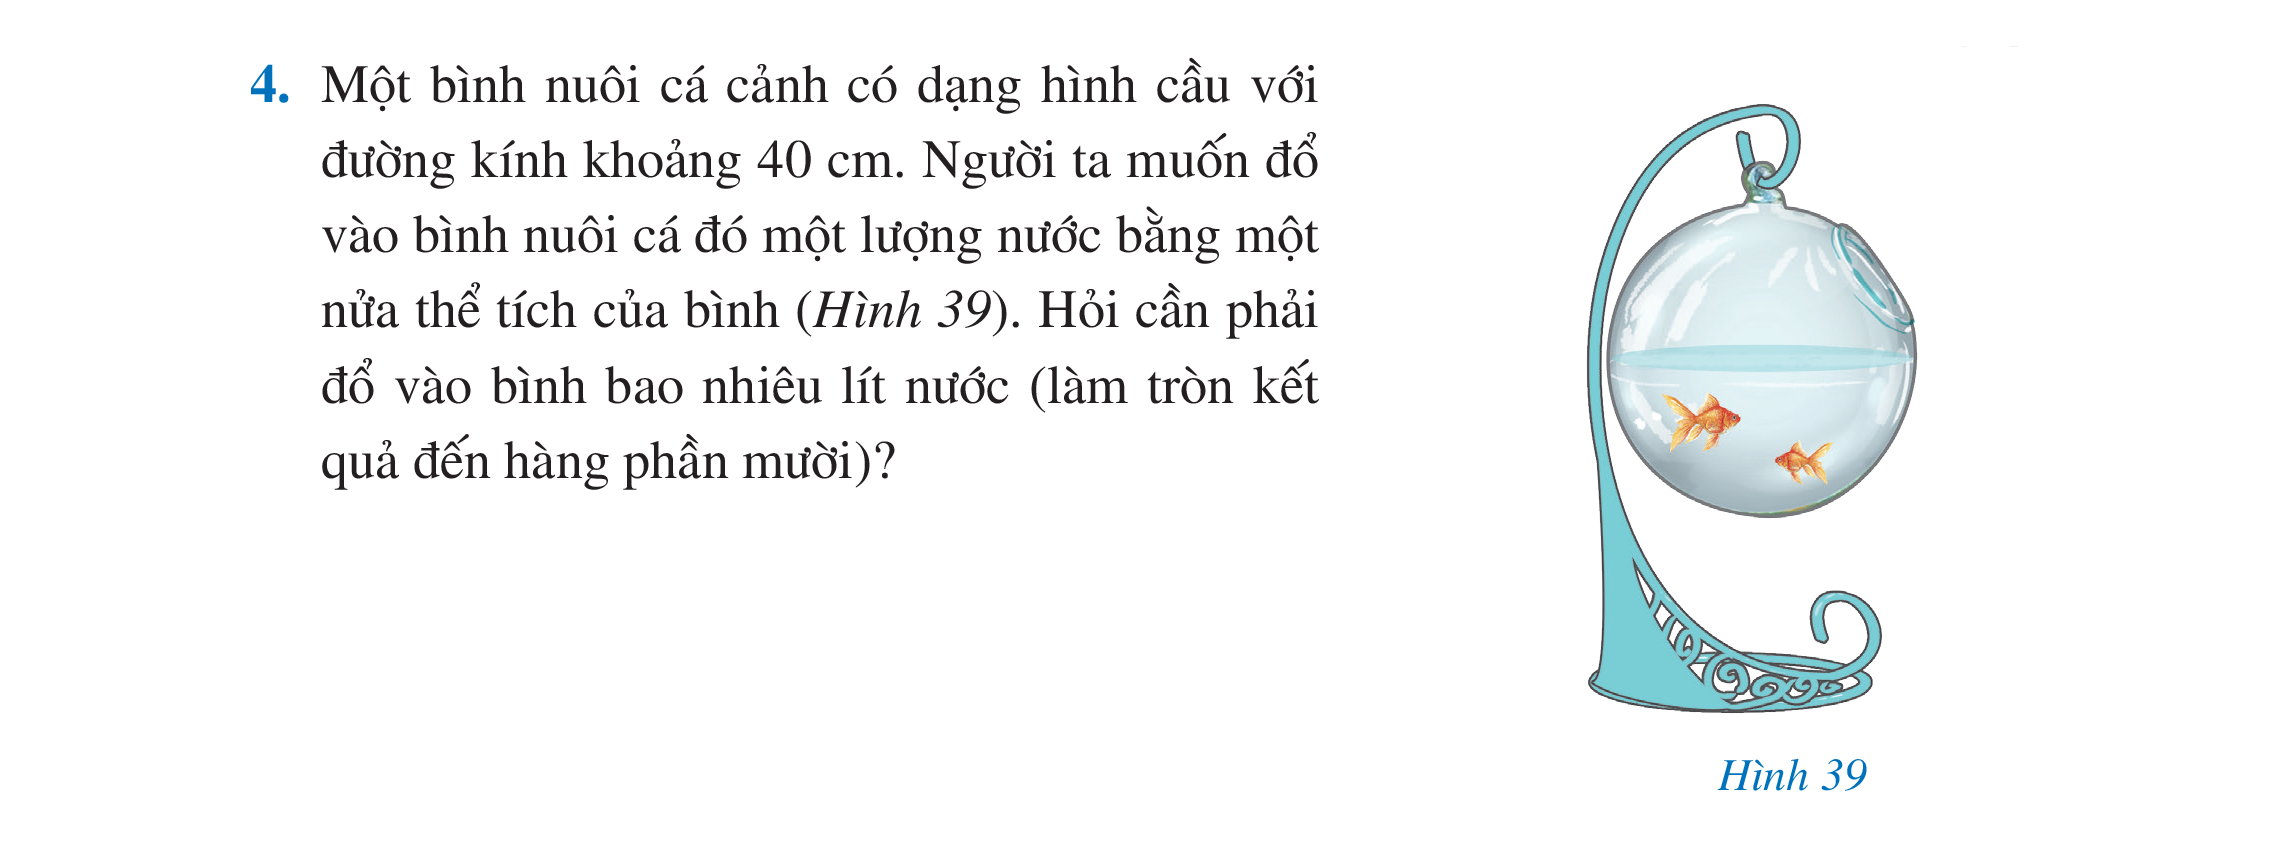 4. Một bình nuôi cá cảnh có dạng hình cầu với
đường kính khoảng 40 cm. Người ta muốn đổ
vào bình nuôi cá đó một lượng nước bằng một
nửa thể tích của bình (Hình 39). Hỏi cần phải
đổ vào bình bao nhiêu lít nước (làm tròn kết
quả đến hàng phần mười)?
Hình 39